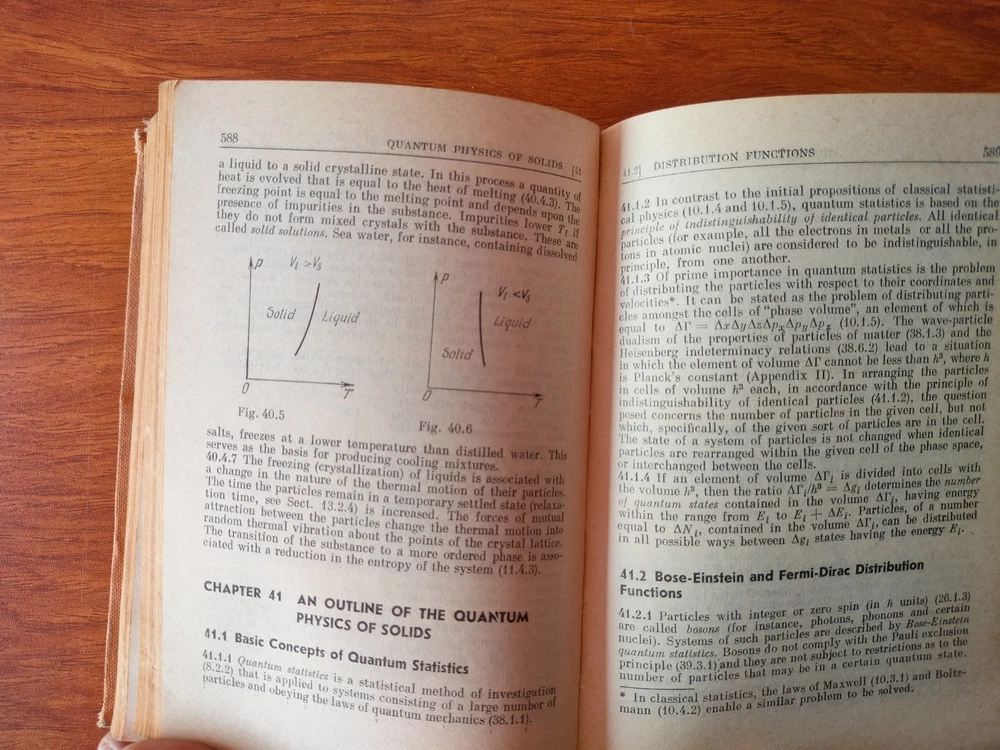 588
QUANTUM PHYSICS OF SOLIDS [41
a liquid to a solid crystalline state. In this process a quantity of
heat is evolved that is equal to the heat of melting (40.4.3). The
freezing point is equal to the melting point and depends upon the
presence of impurities in the substance. Impurities lower T_f if
they do not form mixed crystals with the substance. These are
called solid solutions. Sea water, for instance, containing dissolved
p
V_l > V_s
Solid
Liquid
0
T
Fig. 40.5
p
V_l < V_s
Liquid
Solid
0
T
Fig. 40.6
salts, freezes at a lower temperature than distilled water. This
serves as the basis for producing cooling mixtures.
40.4.7 The freezing (crystallization) of liquids is associated with
a change in the nature of the thermal motion of their particles.
The time the particles remain in a temporary settled state (relaxa-
tion time, see Sect. 13.2.4) is increased. The forces of mutual
attraction between the particles change the thermal motion into
random thermal vibration about the points of the crystal lattice.
The transition of the substance to a more ordered phase is asso-
ciated with a reduction in the entropy of the system (11.4.3).
CHAPTER 41 AN OUTLINE OF THE QUANTUM
PHYSICS OF SOLIDS
41.1 Basic Concepts of Quantum Statistics
41.1.1 Quantum statistics is a statistical method of investigation
(8.2.2) that is applied to systems consisting of a large number of
particles and obeying the laws of quantum mechanics (38.1.1).
41.2] DISTRIBUTION FUNCTIONS
589
41.1.2 In contrast to the initial propositions of classical statisti-
cal physics (10.1.4 and 10.1.5), quantum statistics is based on the
principle of indistinguishability of identical particles. All identical
particles (for example, all the electrons in metals or all the pro-
tons in atomic nuclei) are considered to be indistinguishable, in
principle, from one another.
41.1.3 Of prime importance in quantum statistics is the problem
of distributing the particles with respect to their coordinates and
velocities*. It can be stated as the problem of distributing parti-
cles amongst the cells of "phase volume", an element of which is
equal to ΔΓ = ΔxΔyΔzΔp_xΔp_yΔp_z (10.1.5). The wave-particle
dualism of the properties of particles of matter (38.1.3) and the
Heisenberg indeterminacy relations (38.6.2) lead to a situation
in which the element of volume ΔΓ cannot be less than h³, where h
is Planck's constant (Appendix II). In arranging the particles
in cells of volume h³ each, in accordance with the principle of
indistinguishability of identical particles (41.1.2), the question
posed concerns the number of particles in the given cell, but not
which, specifically, of the given sort of particles are in the cell.
The state of a system of particles is not changed when identical
particles are rearranged within the given cell of the phase space,
or interchanged between the cells.
41.1.4 If an element of volume ΔΓ_i is divided into cells with
the volume h³, then the ratio ΔΓ_i/h³ = Δg_i determines the number
of quantum states contained in the volume ΔΓ_i, having energy
within the range from E_i to E_i + ΔE_i. Particles, of a number
equal to ΔN_i, contained in the volume ΔΓ_i, can be distributed
in all possible ways between Δg_i states having the energy E_i.
41.2 Bose-Einstein and Fermi-Dirac Distribution
Functions
41.2.1 Particles with integer or zero spin (in ħ units) (26.1.3)
are called bosons (for instance, photons, phonons and certain
nuclei). Systems of such particles are described by Bose-Einstein
quantum statistics. Bosons do not comply with the Pauli exclusion
principle (39.3.1) and they are not subject to restrictions as to the
number of particles that may be in a certain quantum state.
* In classical statistics, the laws of Maxwell (10.3.1) and Boltz-
mann (10.4.2) enable a similar problem to be solved.